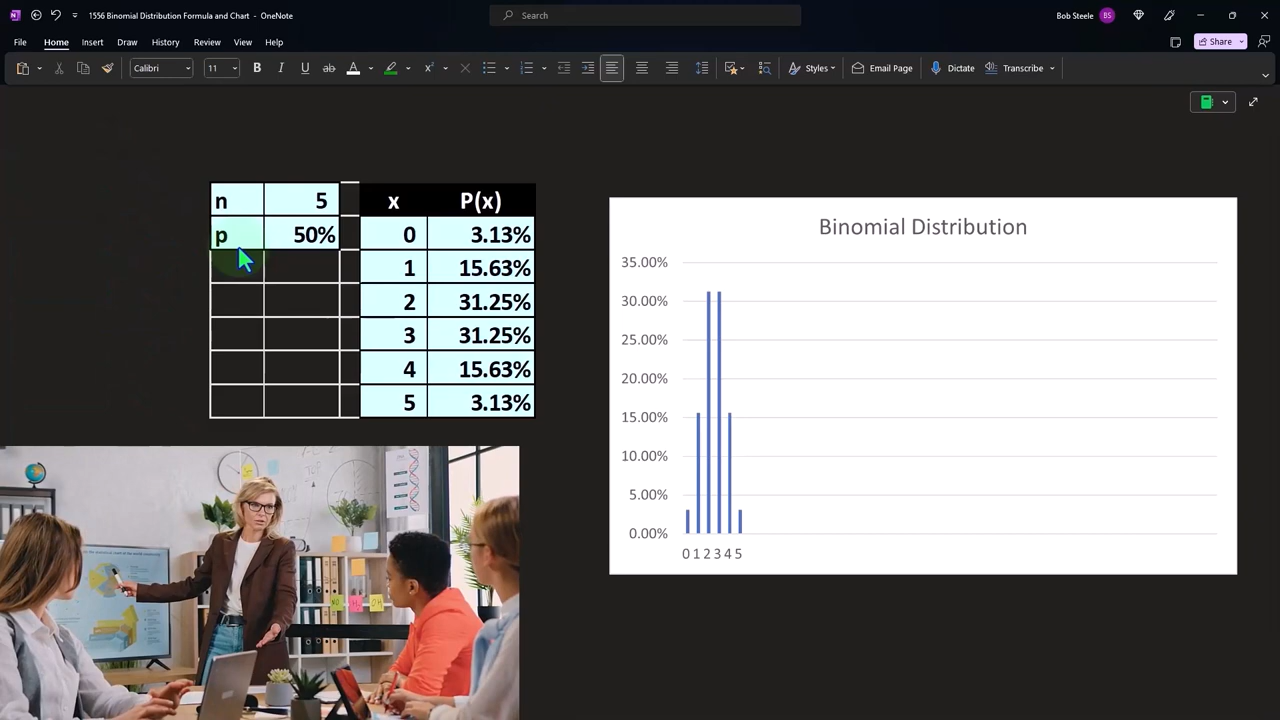 1556 Binomial Distribution Formula and Chart - OneNote
Search
Bob Steele
BS
File Home Insert Draw History Review View Help
Share
Calibri 11 B I U ab A x Styles Email Page Dictate Transcribe
n 5
p 50%
x P(x)
0 3.13%
1 15.63%
2 31.25%
3 31.25%
4 15.63%
5 3.13%
Binomial Distribution
35.00%
30.00%
25.00%
20.00%
15.00%
10.00%
5.00%
0.00%
0 1 2 3 4 5